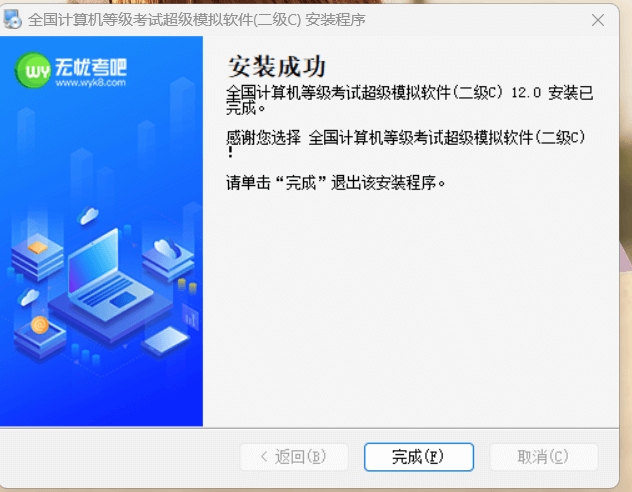 全国计算机等级考试超级模拟软件(二级C) 安装程序
无忧考吧
www.wyk8.com
安装成功
全国计算机等级考试超级模拟软件(二级C) 12.0 安装已
完成。
感谢您选择 全国计算机等级考试超级模拟软件(二级C)
!
请单击“完成”退出该安装程序。
< 返回(B)
完成(F)
取消(C)